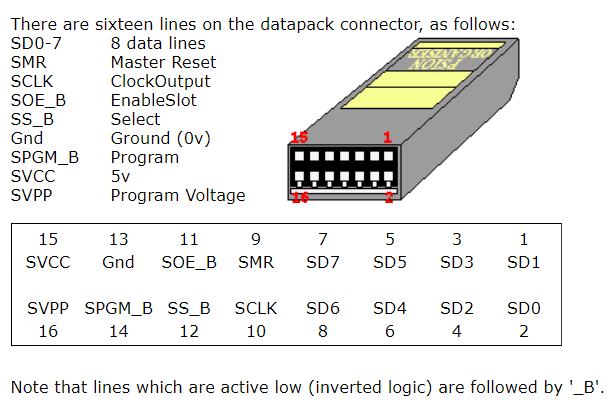 There are sixteen lines on the datapack connector, as follows:
SD0-7 8 data lines
SMR Master Reset
SCLK ClockOutput
SOE_B EnableSlot
SS_B Select
Gnd Ground (0v)
SPGM_B Program
SVCC 5v
SVPP Program Voltage
PSION
ORGANISER
15 1
16 2
15 13 11 9 7 5 3 1
SVCC Gnd SOE_B SMR SD7 SD5 SD3 SD1
SVPP SPGM_B SS_B SCLK SD6 SD4 SD2 SD0
16 14 12 10 8 6 4 2
Note that lines which are active low (inverted logic) are followed by '_B'.